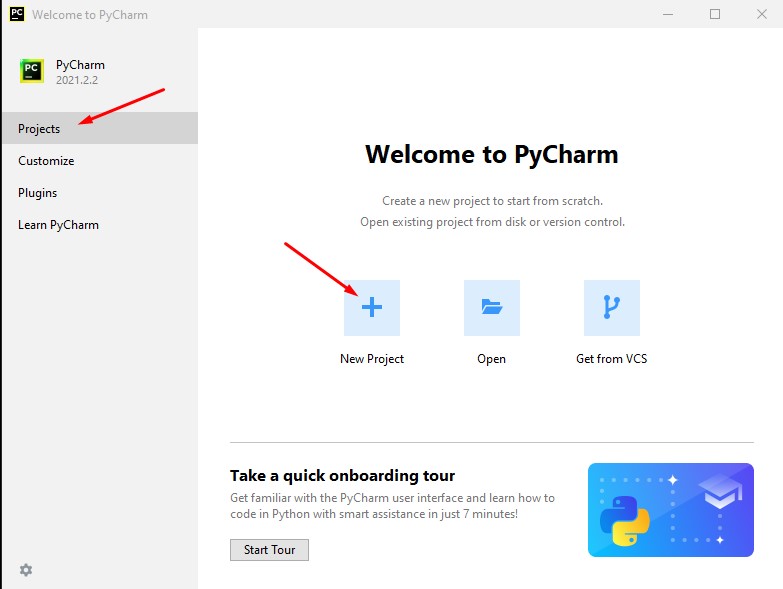 PC Welcome to PyCharm
PC PyCharm
2021.2.2
Projects
Customize
Plugins
Learn PyCharm
Welcome to PyCharm
Create a new project to start from scratch.
Open existing project from disk or version control.
New Project
Open
Get from VCS
Take a quick onboarding tour
Get familiar with the PyCharm user interface and learn how to
code in Python with smart assistance in just 7 minutes!
Start Tour